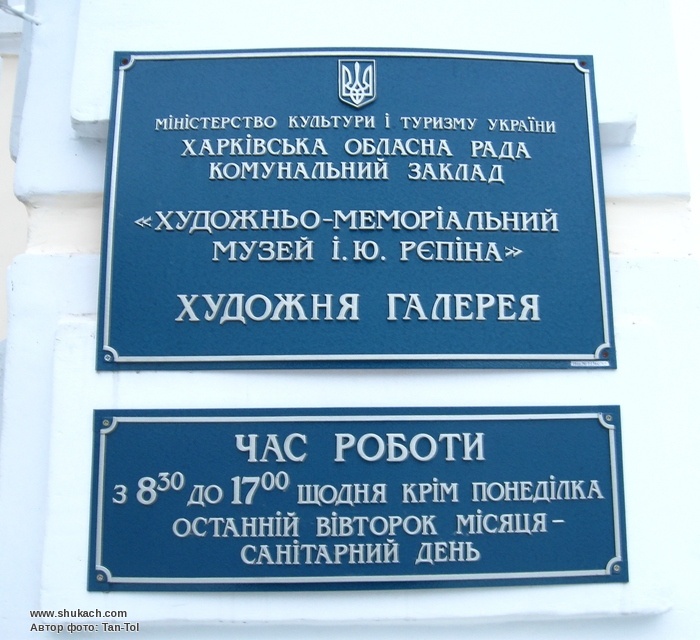 МІНІСТЕРСТВО КУЛЬТУРИ І ТУРИЗМУ УКРАЇНИ
ХАРКІВСЬКА ОБЛАСНА РАДА
КОМУНАЛЬНИЙ ЗАКЛАД
«ХУДОЖНЬО-МЕМОРІАЛЬНИЙ
МУЗЕЙ І.Ю. РЄПІНА»
ХУДОЖНЯ ГАЛЕРЕЯ
ЧАС РОБОТИ
З 8³⁰ ДО 17⁰⁰ ЩОДНЯ КРІМ ПОНЕДІЛКА
ОСТАННІЙ ВІВТОРОК МІСЯЦЯ –
САНІТАРНИЙ ДЕНЬ
www.shukach.com
Автор фото: Tan-Tol